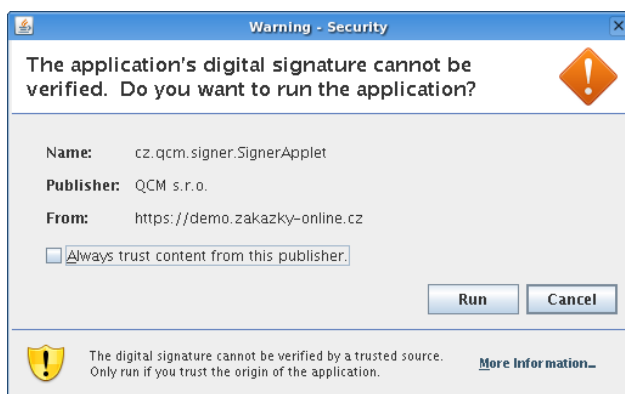 Warning - Security
The application's digital signature cannot be
verified. Do you want to run the application?
Name: cz.qcm.signer.SignerApplet
Publisher: QCM s.r.o.
From: https://demo.zakazky-online.cz
Always trust content from this publisher.
Run Cancel
The digital signature cannot be verified by a trusted source.
Only run if you trust the origin of the application.
More Information...